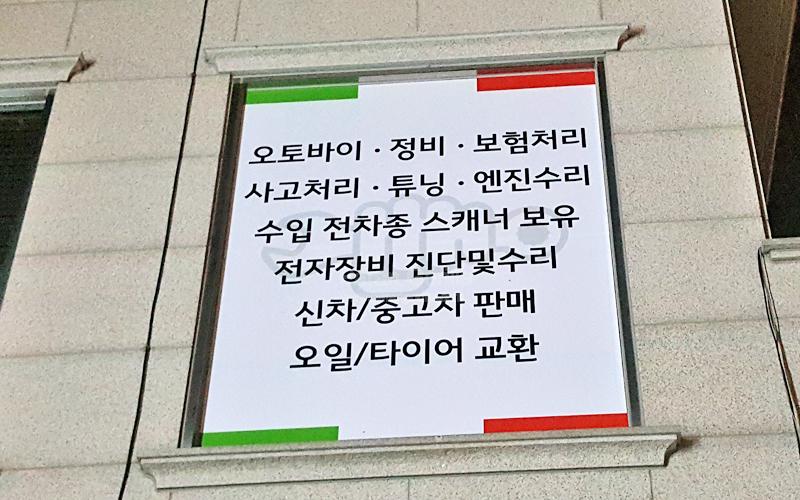 오토바이 · 정비 · 보험처리
사고처리 · 튜닝 · 엔진수리
수입 전차종 스캐너 보유
전자장비 진단및수리
신차/중고차 판매
오일/타이어 교환